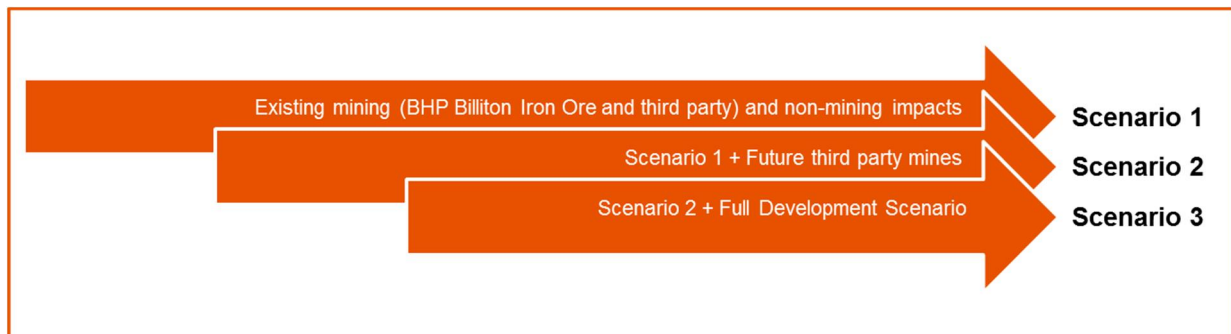 Existing mining (BHP Billiton Iron Ore and third party) and non-mining impacts
Scenario 1
Scenario 1 + Future third party mines
Scenario 2
Scenario 2 + Full Development Scenario
Scenario 3